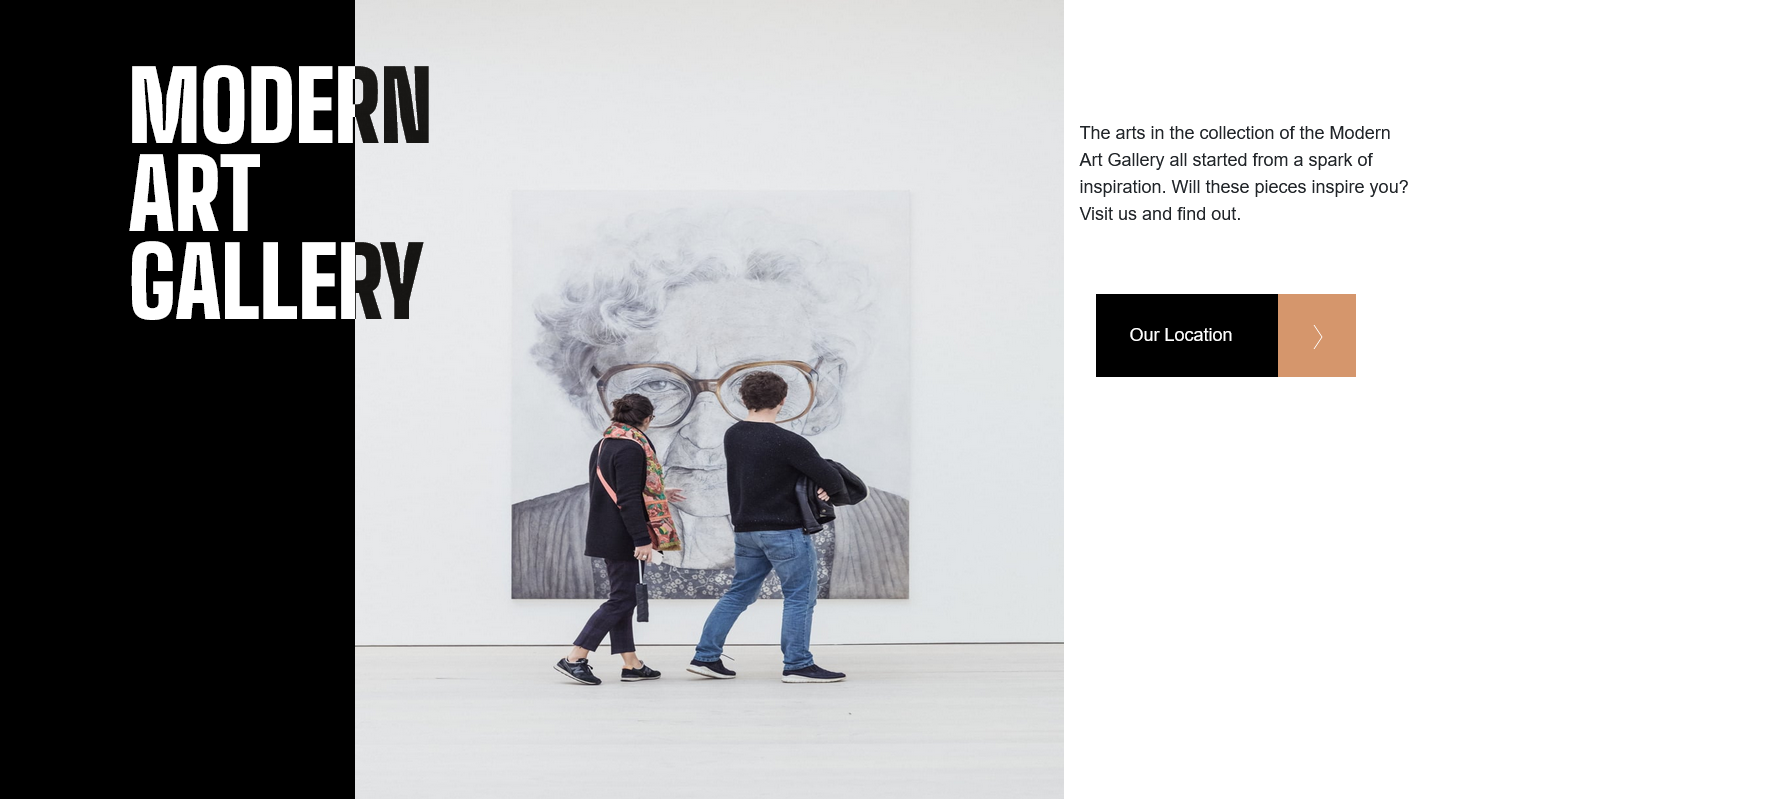 MODERN
ART
GALLERY
The arts in the collection of the Modern
Art Gallery all started from a spark of
inspiration. Will these pieces inspire you?
Visit us and find out.
Our Location